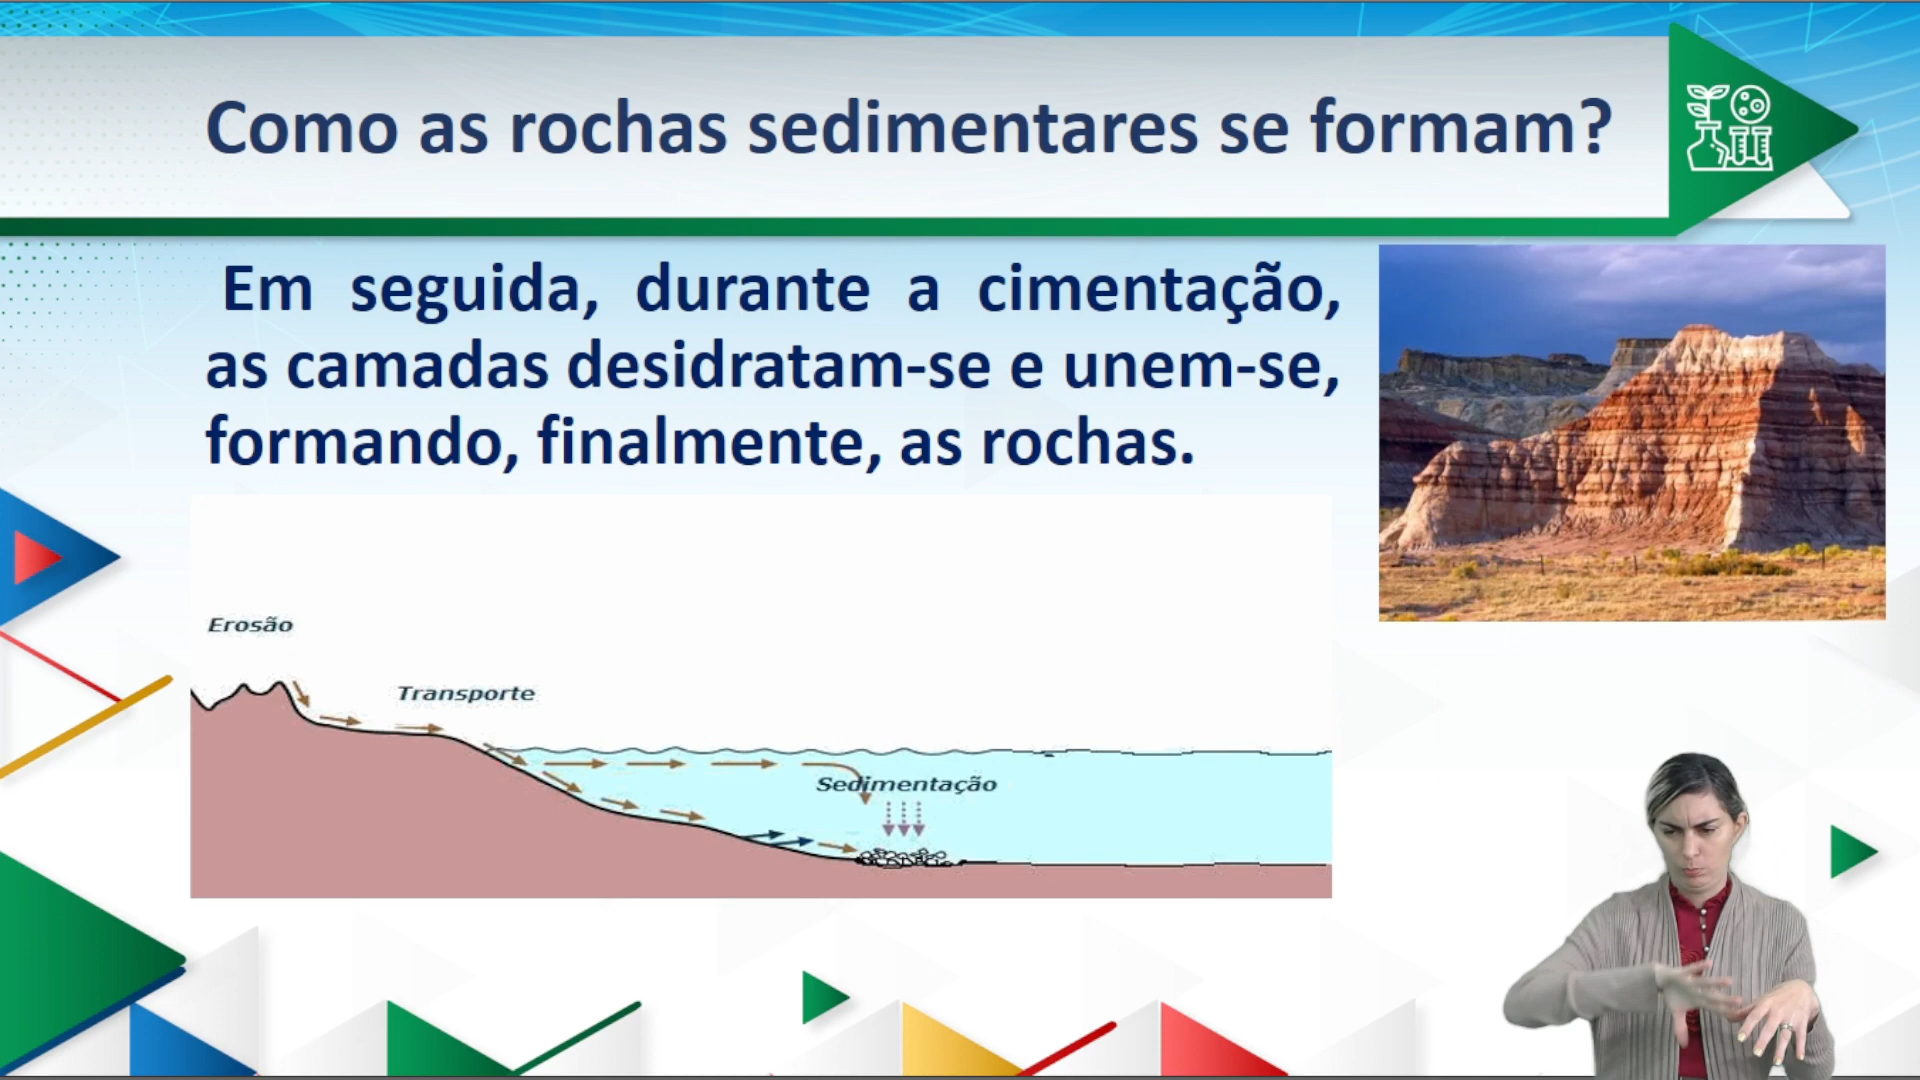 Como as rochas sedimentares se formam?
Em seguida, durante a cimentação,
as camadas desidratam-se e unem-se,
formando, finalmente, as rochas.
Erosão
Transporte
Sedimentação